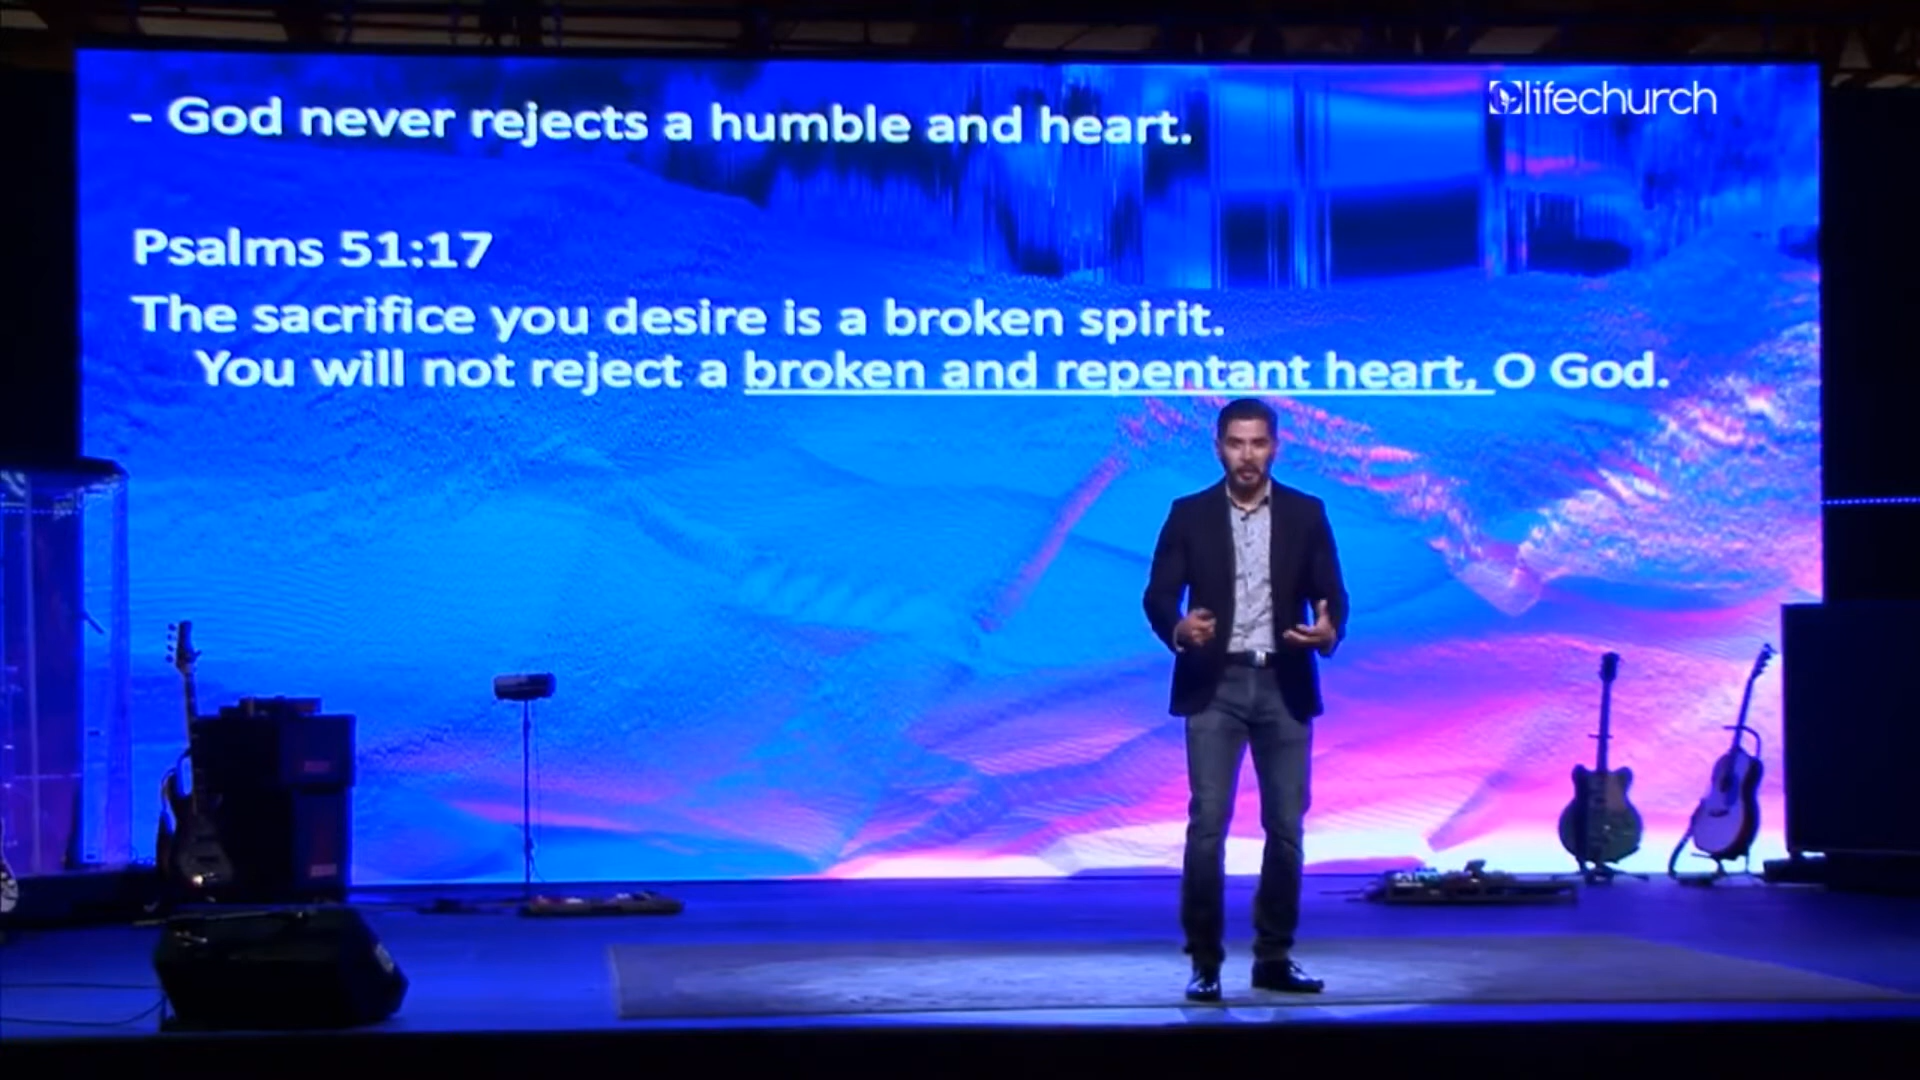 lifechurch
- God never rejects a humble and heart.
Psalms 51:17
The sacrifice you desire is a broken spirit.
You will not reject a broken and repentant heart, O God.